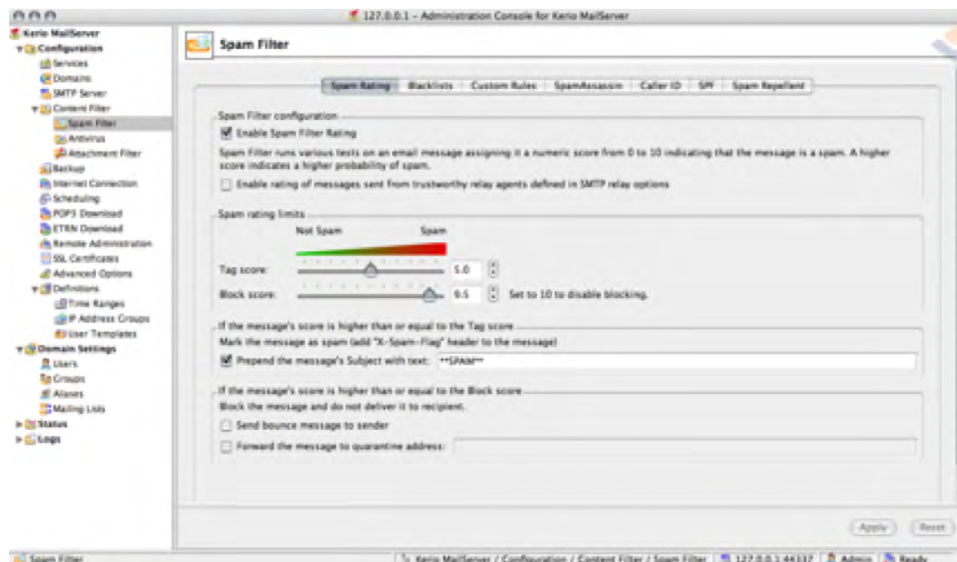 127.0.0.1 - Administration Console for Kerio MailServer
Kerio MailServer
Configuration
Services
Domains
SMTP Server
Content Filter
Spam Filter
Antivirus
Attachment Filter
Backup
Internet Connection
Scheduling
POP3 Download
ETRN Download
Remote Administration
SSL Certificates
Advanced Options
Definitions
Time Ranges
IP Address Groups
User Templates
Domain Settings
Users
Groups
Aliases
Mailing Lists
Status
Logs
Spam Filter
Spam Rating Blacklists Custom Rules SpamAssassin Caller ID SPF Spam Repellent
Spam Filter configuration
Enable Spam Filter Rating
Spam Filter runs various tests on an email message assigning it a numeric score from 0 to 10 indicating that the message is a spam. A higher
score indicates a higher probability of spam.
Enable rating of messages sent from trustworthy relay agents defined in SMTP relay options
Spam rating limits
Not Spam Spam
Tag score: 5.0
Block score: 9.5 Set to 10 to disable blocking.
If the message's score is higher than or equal to the Tag score
Mark the message as spam (add "X-Spam-Flag" header to the message)
Prepend the message's Subject with text: **SPAM**
If the message's score is higher than or equal to the Block score
Block the message and do not deliver it to recipient.
Send bounce message to sender
Forward the message to quarantine address:
Apply Reset
Spam Filter Kerio MailServer / Configuration / Content Filter / Spam Filter 127.0.0.1:44337 Admin Ready